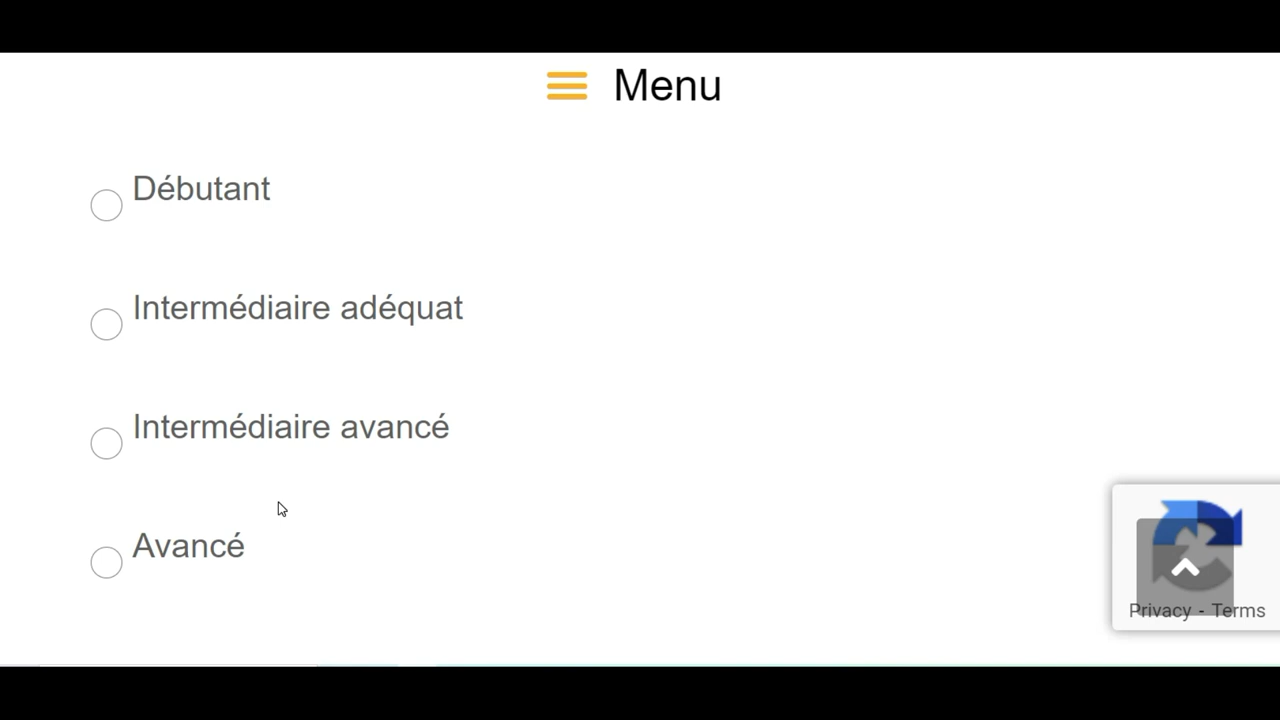 Menu
Débutant
Intermédiaire adéquat
Intermédiaire avancé
Avancé
Privacy - Terms